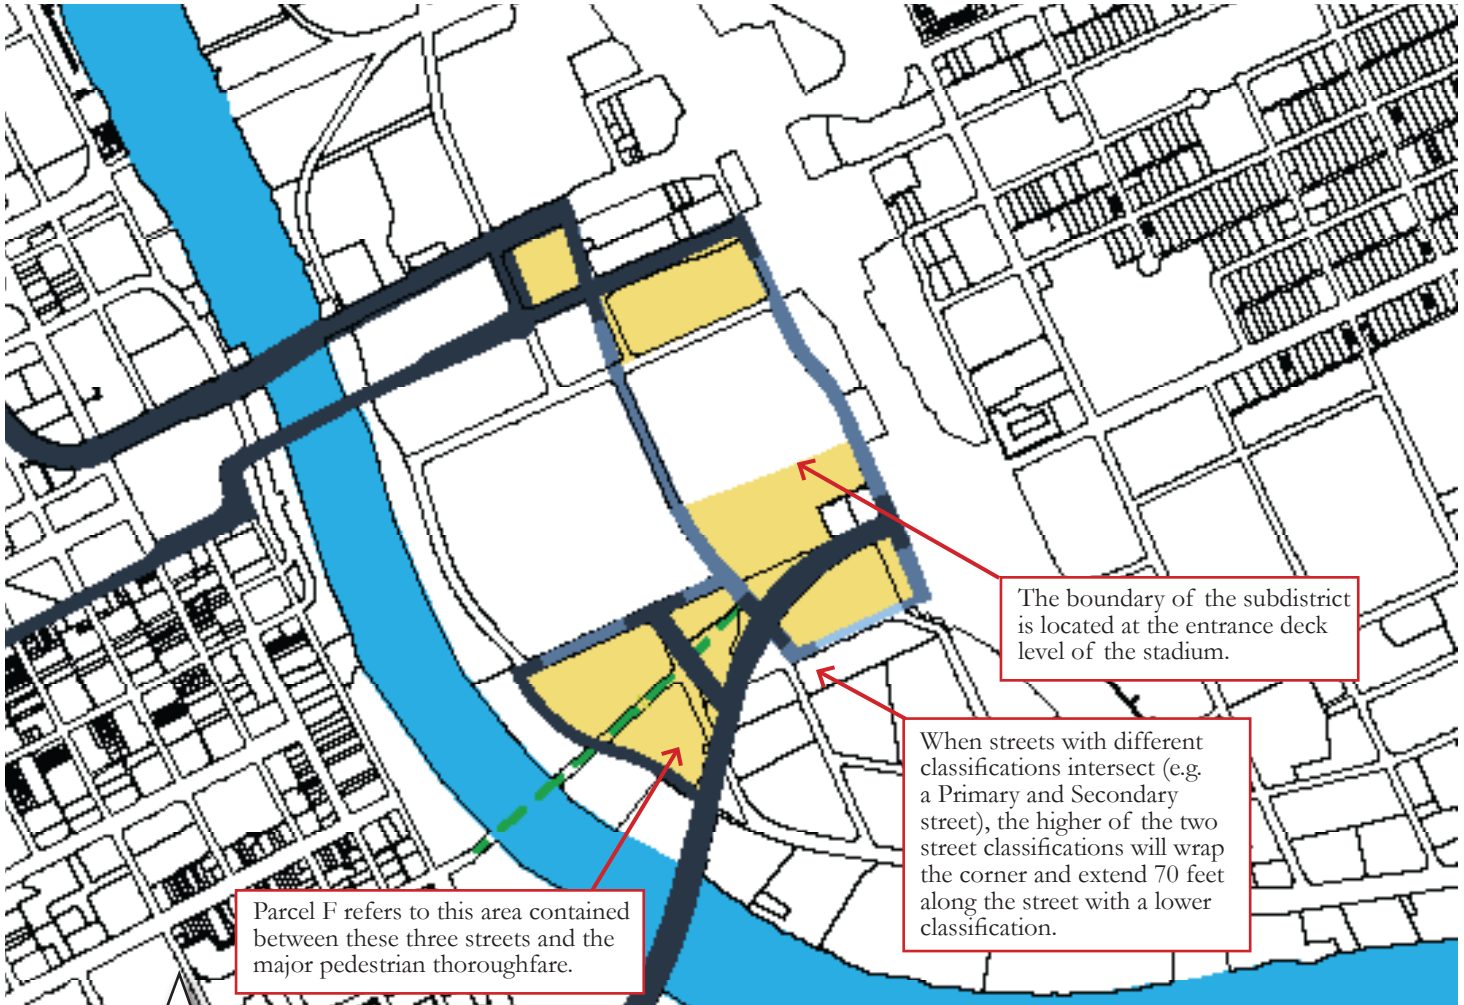 The boundary of the subdistrict
is located at the entrance deck
level of the stadium.
When streets with different
classifications intersect (e.g.
a Primary and Secondary
street), the higher of the two
street classifications will wrap
the corner and extend 70 feet
along the street with a lower
classification.
Parcel F refers to this area contained
between these three streets and the
major pedestrian thoroughfare.